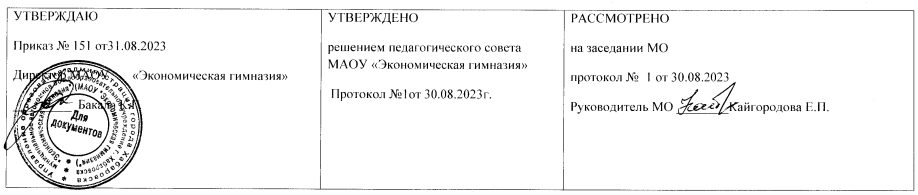 УТВЕРЖДАЮ
Приказ № 151 от31.08.2023
Директор МАОУ «Экономическая гимназия»
Для
документов
УТВЕРЖДЕНО
решением педагогического совета
МАОУ «Экономическая гимназия»
Протокол №1от 30.08.2023г.
РАССМОТРЕНО
на заседании МО
протокол № 1 от 30.08.2023
Руководитель МО Кайгородова Е.П.